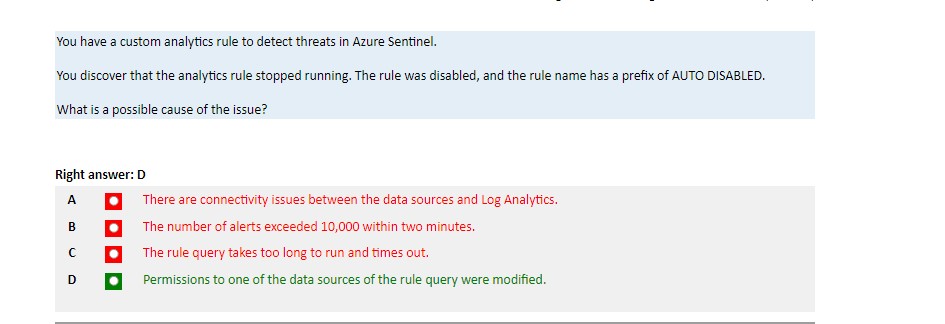 You have a custom analytics rule to detect threats in Azure Sentinel.
You discover that the analytics rule stopped running. The rule was disabled, and the rule name has a prefix of AUTO DISABLED.
What is a possible cause of the issue?
Right answer: D
A There are connectivity issues between the data sources and Log Analytics.
B The number of alerts exceeded 10,000 within two minutes.
C The rule query takes too long to run and times out.
D Permissions to one of the data sources of the rule query were modified.